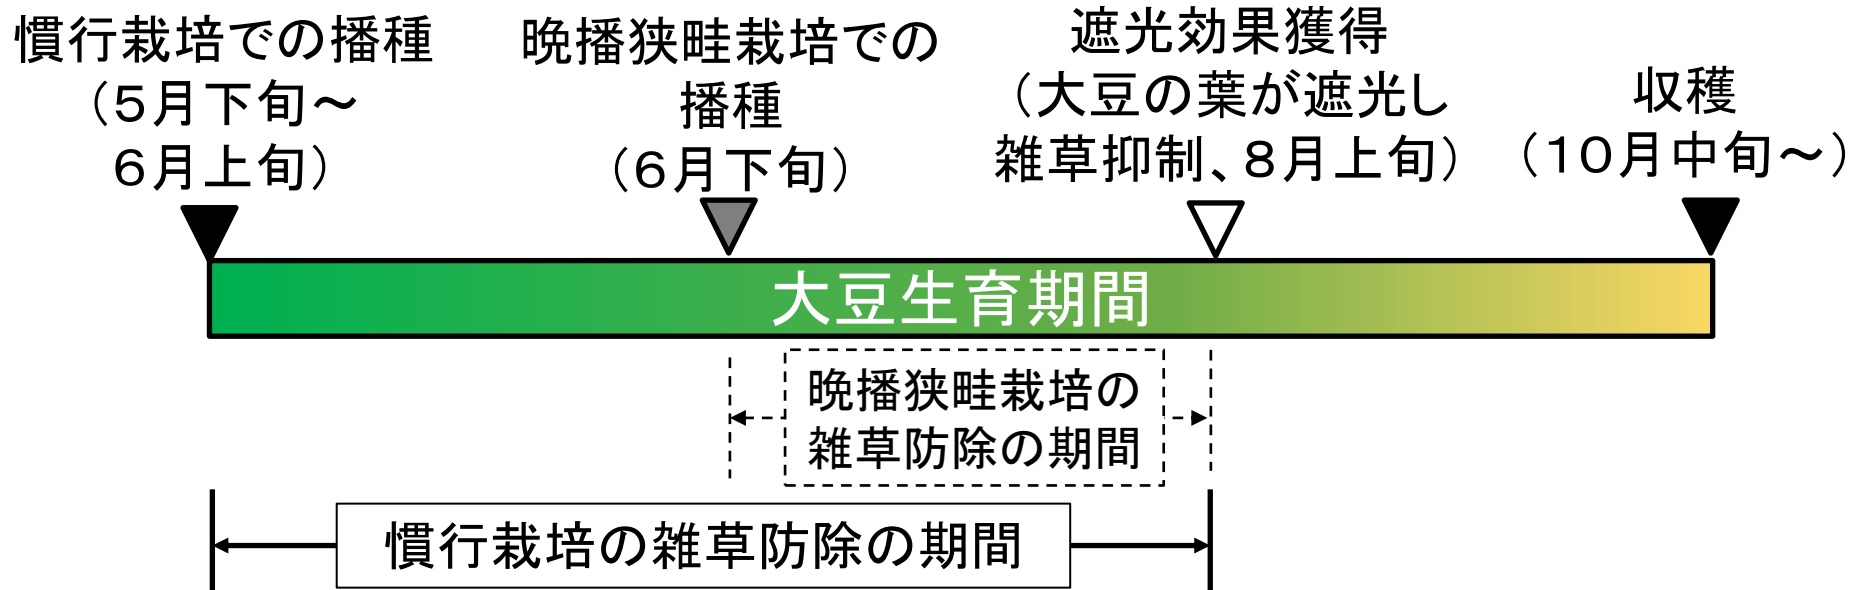 慣行栽培での播種
（５月下旬～
６月上旬）
晩播狭畦栽培での
播種
（６月下旬）
遮光効果獲得
（大豆の葉が遮光し
雑草抑制、８月上旬）
収穫
（１０月中旬～）
大豆生育期間
晩播狭畦栽培の
雑草防除の期間
慣行栽培の雑草防除の期間